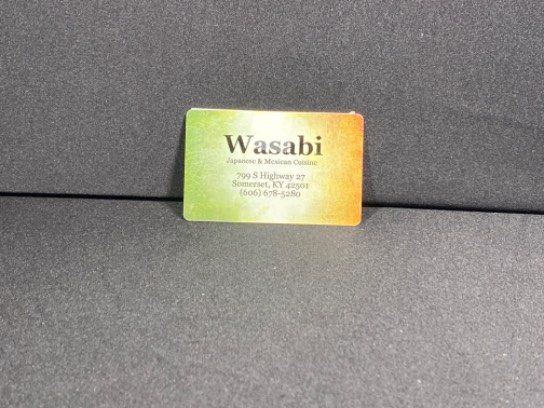 Wasabi
Japanese & Mexican Cuisine
799 S Highway 27
Somerset, KY 42501
(606) 678-5280